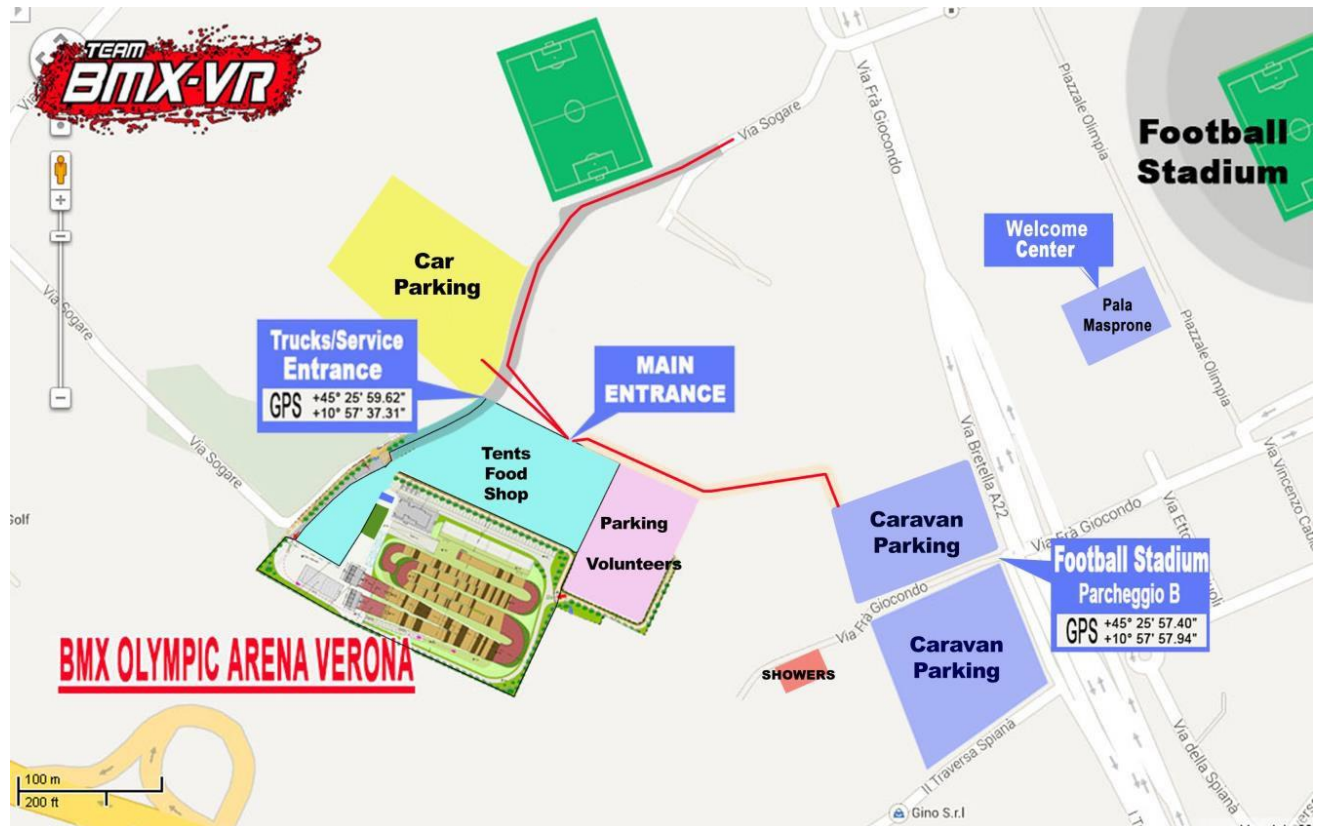 TEAM
BMX-VR
Via Sogare
Via Frà Giocondo
Piazzale Olimpia
Football
Stadium
Welcome
Center
Pala
Masprone
Piazzale Olimpia
Car
Parking
Via Sogare
Trucks/Service
Entrance
GPS +45° 25' 59.62"
+10° 57' 37.31"
MAIN
ENTRANCE
Via Sogare
Tents
Food
Shop
Parking
Volunteers
Golf
Via Bretella A22
Caravan
Parking
Via Frà Giocondo
Via Frà Giocondo
Football Stadium
Parcheggio B
GPS +45° 25' 57.40"
+10° 57' 57.94"
BMX OLYMPIC ARENA VERONA
SHOWERS
Caravan
Parking
Via della Spianà
II Traversa Spianà
Gino S.r.l
100 m
200 ft